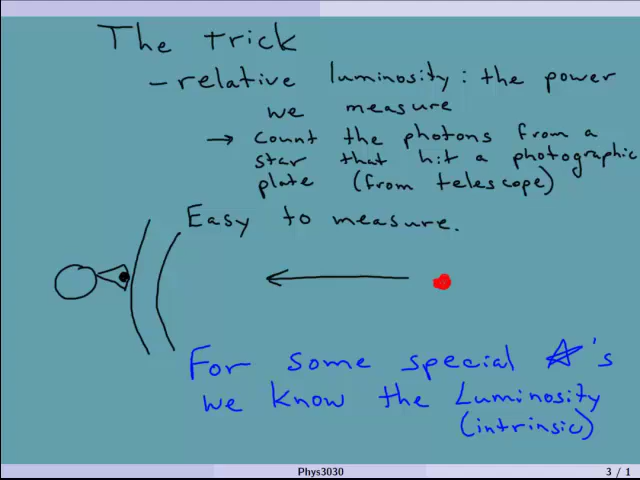 The trick
- relative luminosity: the power
we measure
→ count the photons from a
star that hit a photographic
plate (from telescope)
Easy to measure.
For some special ☆'s
we know the Luminosity
(intrinsic)
Phys3030
3 / 1